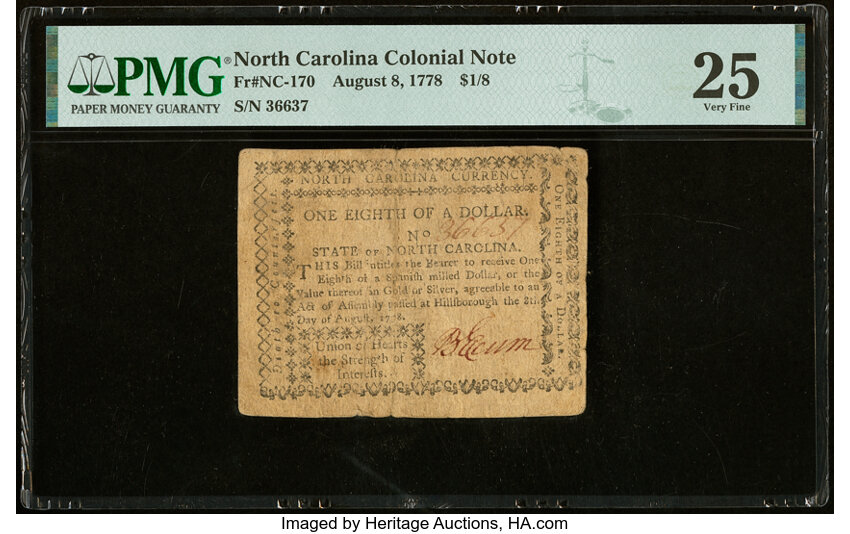 PMG®
PAPER MONEY GUARANTY
North Carolina Colonial Note
Fr#NC-170 August 8, 1778 $1/8
S/N 36637
25
Very Fine
NORTH CAROLINA CURRENCY.
ONE EIGHTH OF A DOLLAR.
No 36637
STATE OF NORTH CAROLINA.
THIS Bill intitles the Bearer to receive One
Eighth of a Spanish milled Dollar, or the
Value thereof in Gold or Silver, agreeable to an
Act of Assembly passed at Hillsborough the 8th
Day of August, 1778.
Union of Hearts
the Strength of
Interests.
B Exum
ONE EIGHTH OF A DOLLAR.
Death to Counterfeit
Imaged by Heritage Auctions, HA.com